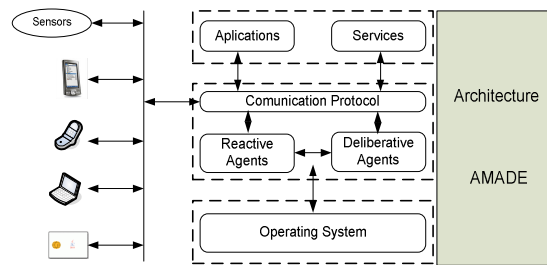 Sensors
Aplications
Services
Comunication Protocol
Reactive
Agents
Deliberative
Agents
Operating System
Architecture
AMADE